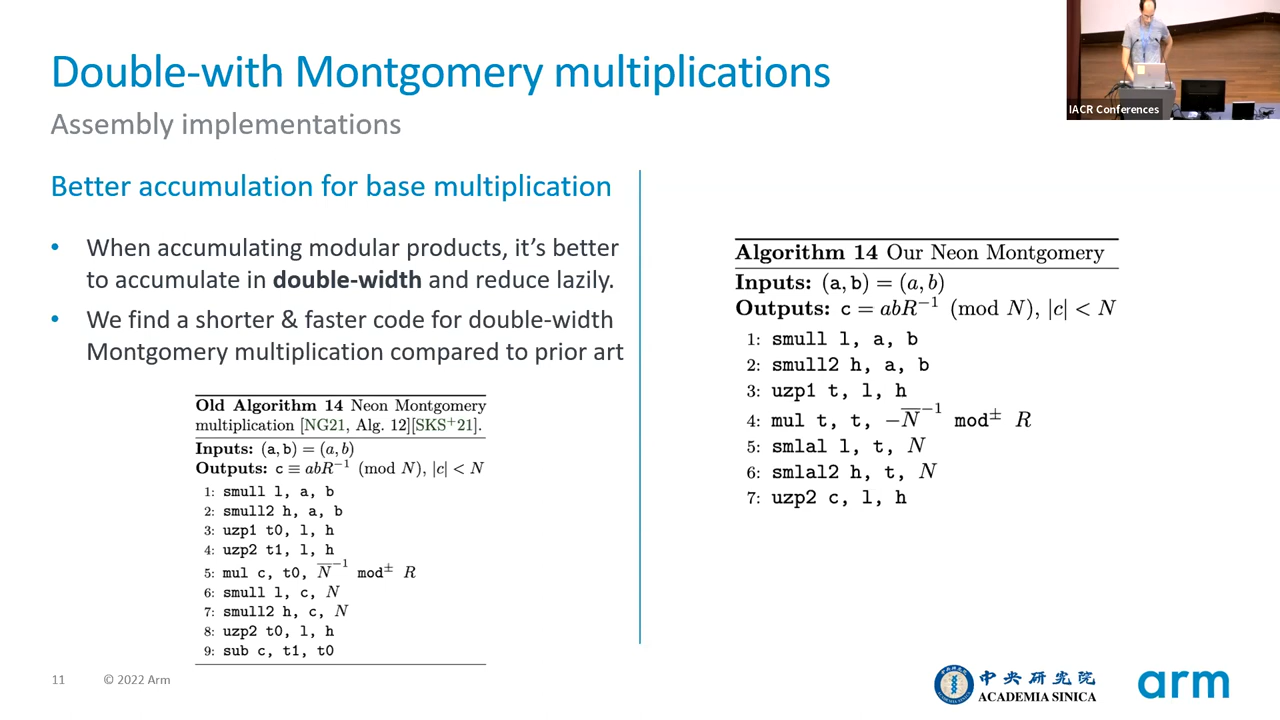 Double-with Montgomery multiplications
Assembly implementations
IACR Conferences
Better accumulation for base multiplication
• When accumulating modular products, it's better
to accumulate in double-width and reduce lazily.
• We find a shorter & faster code for double-width
Montgomery multiplication compared to prior art
Old Algorithm 14 Neon Montgomery
multiplication [NG21, Alg. 12][SKS⁺21].
Inputs: (a, b) = (a, b)
Outputs: c ≡ abR⁻¹ (mod N), |c| < N
1: smull l, a, b
2: smull2 h, a, b
3: uzp1 t0, l, h
4: uzp2 t1, l, h
5: mul c, t0, N̅⁻¹ mod± R
6: smull l, c, N
7: smull2 h, c, N
8: uzp2 t0, l, h
9: sub c, t1, t0
Algorithm 14 Our Neon Montgomery
Inputs: (a, b) = (a, b)
Outputs: c = abR⁻¹ (mod N), |c| < N
1: smull l, a, b
2: smull2 h, a, b
3: uzp1 t, l, h
4: mul t, t, −N̅⁻¹ mod± R
5: smlal l, t, N
6: smlal2 h, t, N
7: uzp2 c, l, h
11 © 2022 Arm
中央研究院
ACADEMIA SINICA
arm